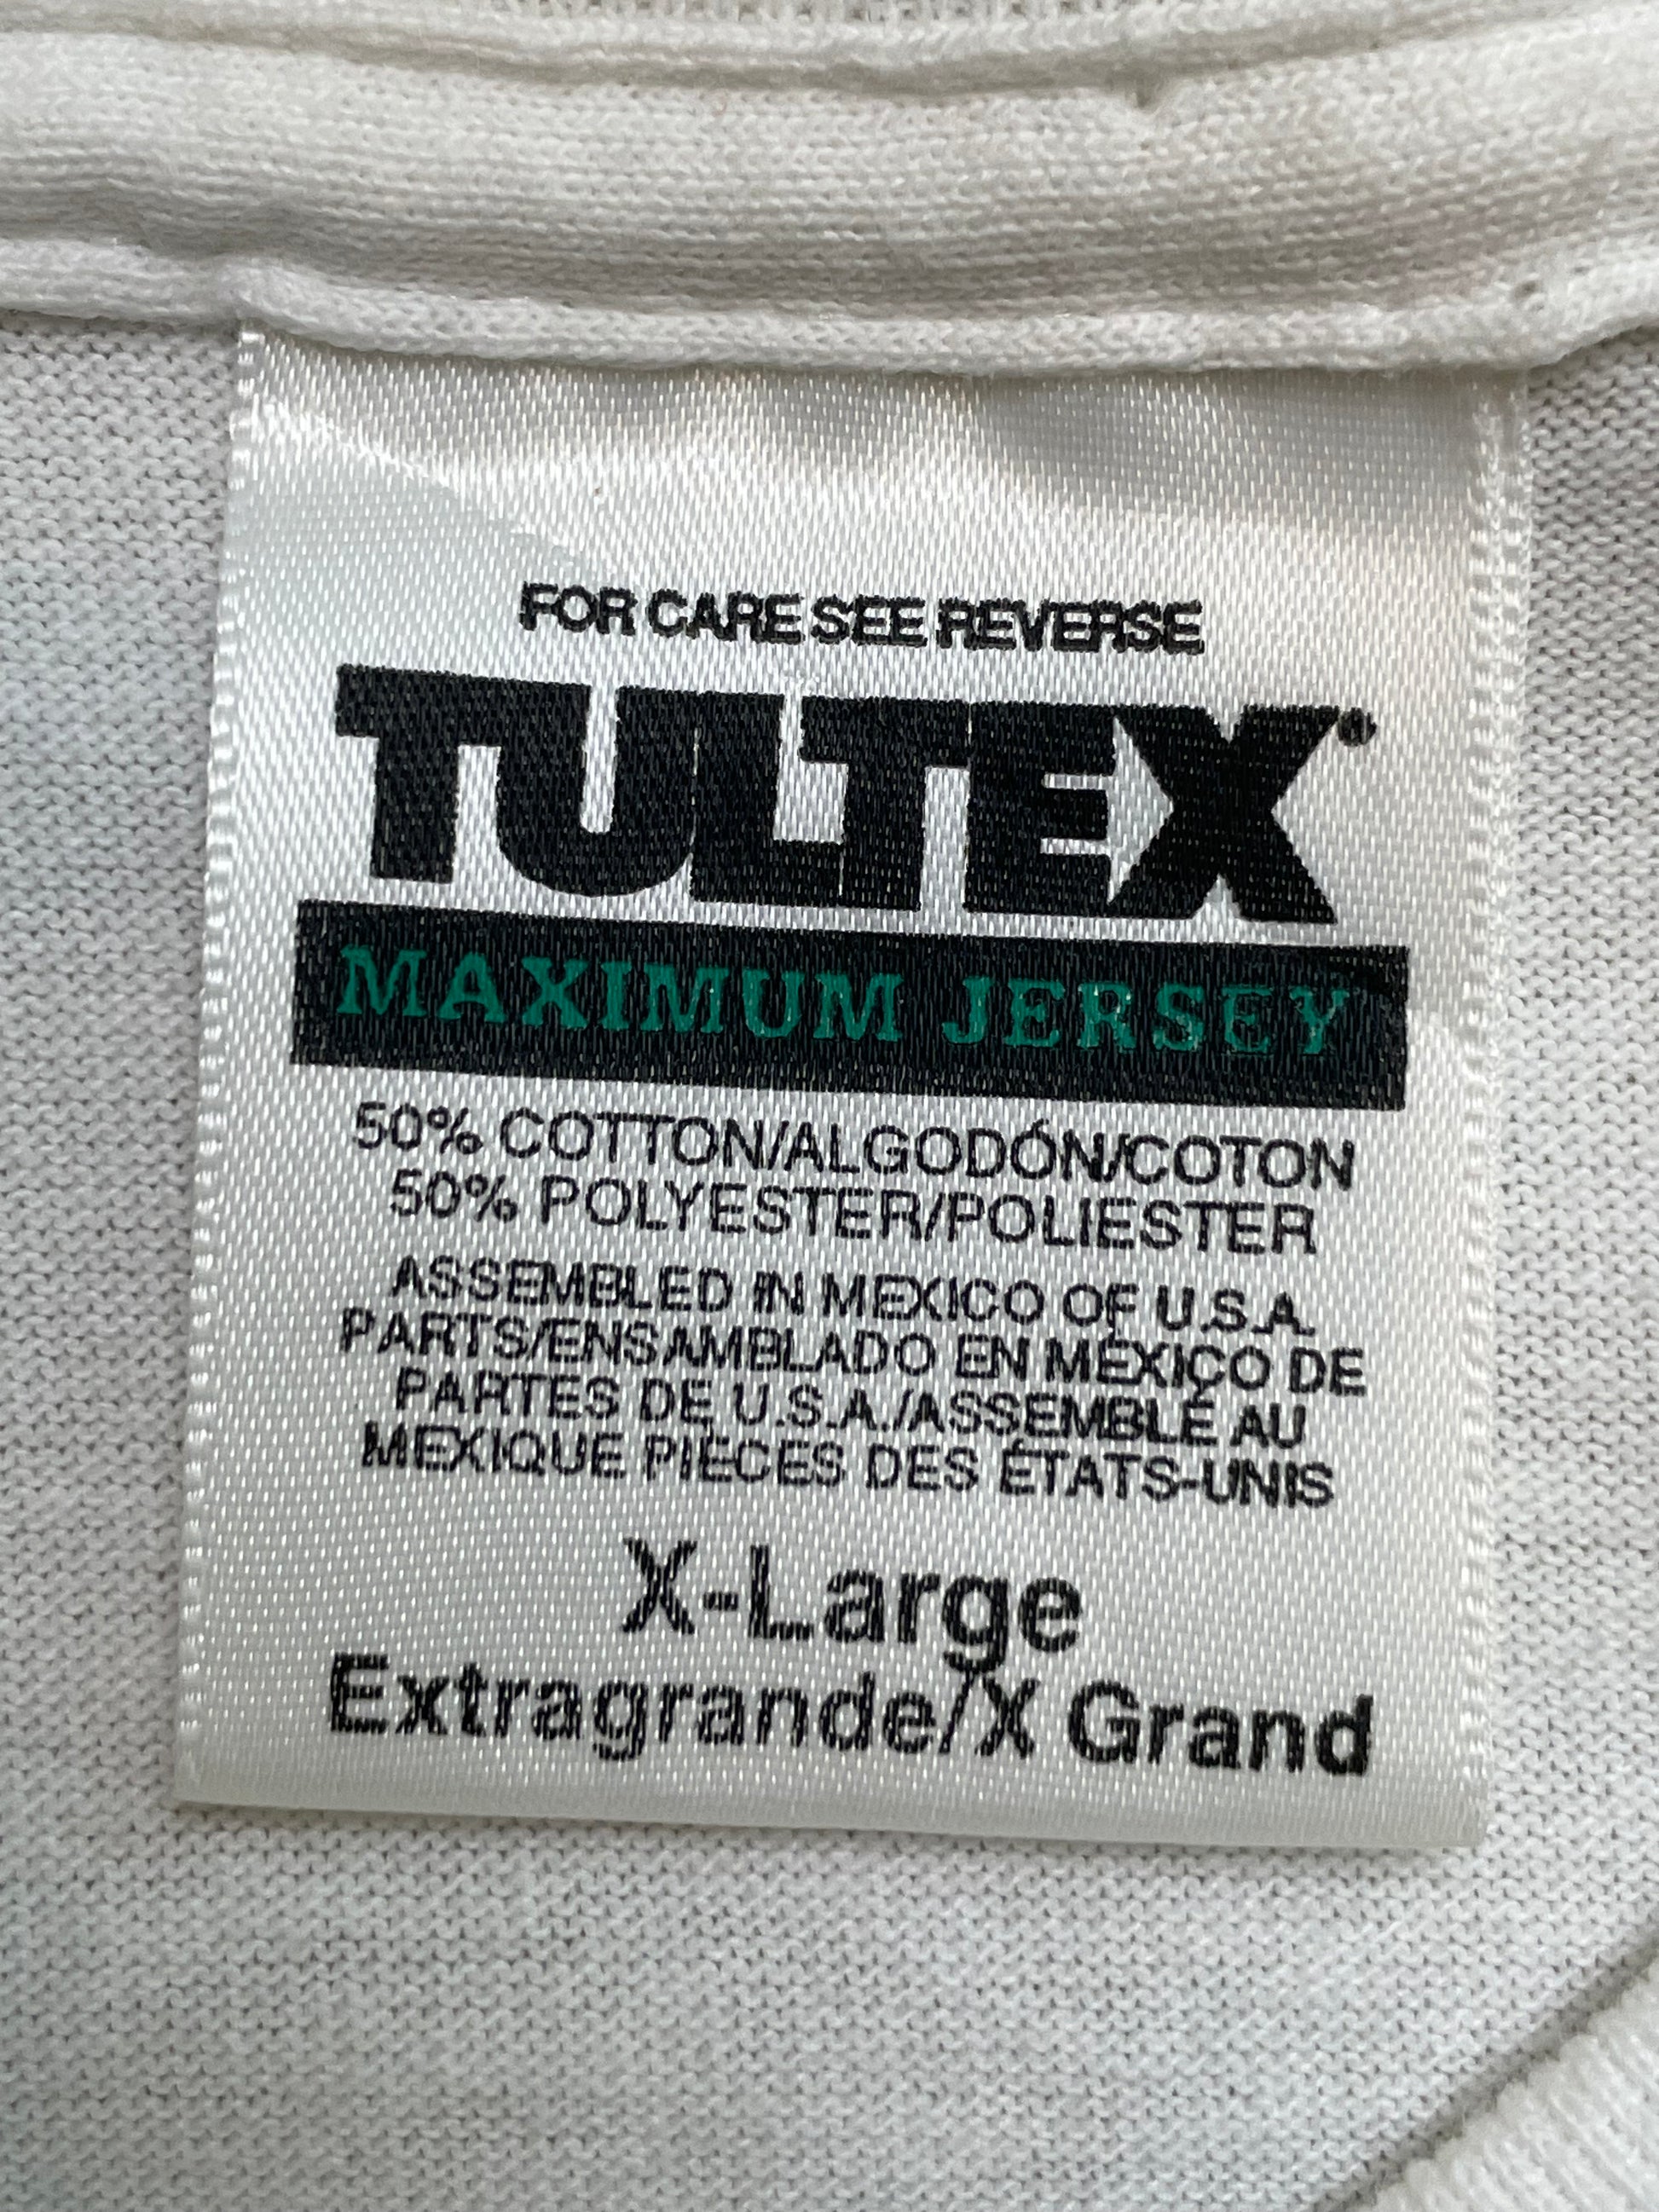 FOR CARE SEE REVERSE
TULTEX®
MAXIMUM JERSEY
50% COTTON/ALGODÓN/COTON
50% POLYESTER/POLIESTER
ASSEMBLED IN MEXICO OF U.S.A.
PARTS/ENSAMBLADO EN MÉXICO DE
PARTES DE U.S.A./ASSEMBLÉ AU
MEXIQUE PIÈCES DES ÉTATS-UNIS
X-Large
Extragrande/X Grand